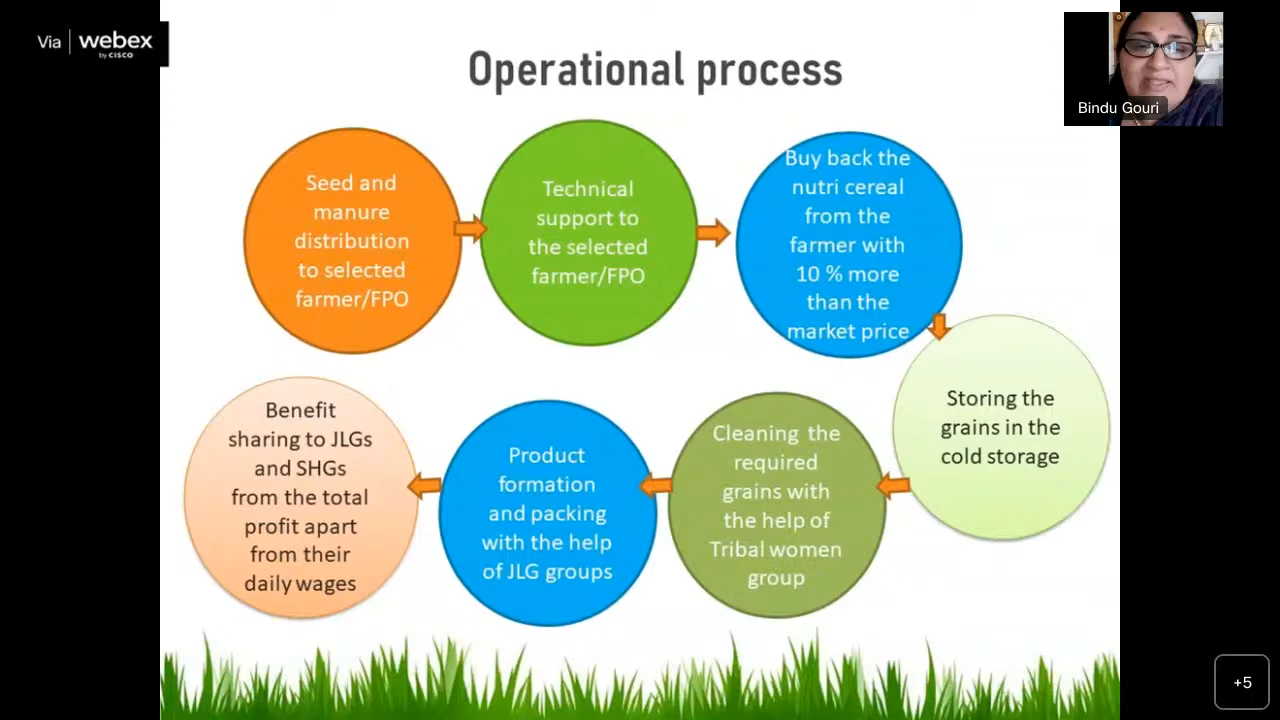 Via webex
by CISCO
Operational process
Bindu Gouri
Seed and
manure
distribution
to selected
farmer/FPO
Technical
support to
the selected
farmer/FPO
Buy back the
nutri cereal
from the
farmer with
10 % more
than the
market price
Storing the
grains in the
cold storage
Cleaning the
required
grains with
the help of
Tribal women
group
Product
formation
and packing
with the help
of JLG groups
Benefit
sharing to JLGs
and SHGs
from the total
profit apart
from their
daily wages
+5